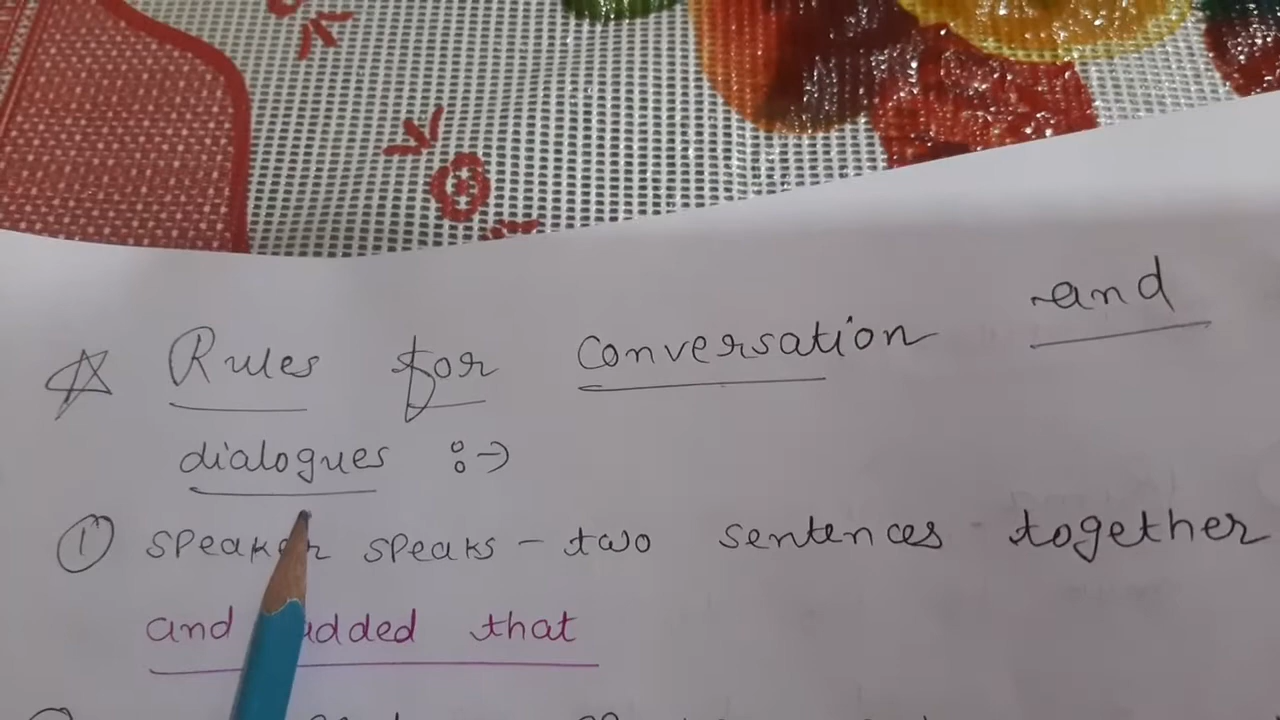 ☆ Rules for conversation and
dialogues :→
① speaker speaks - two sentences together
and added that